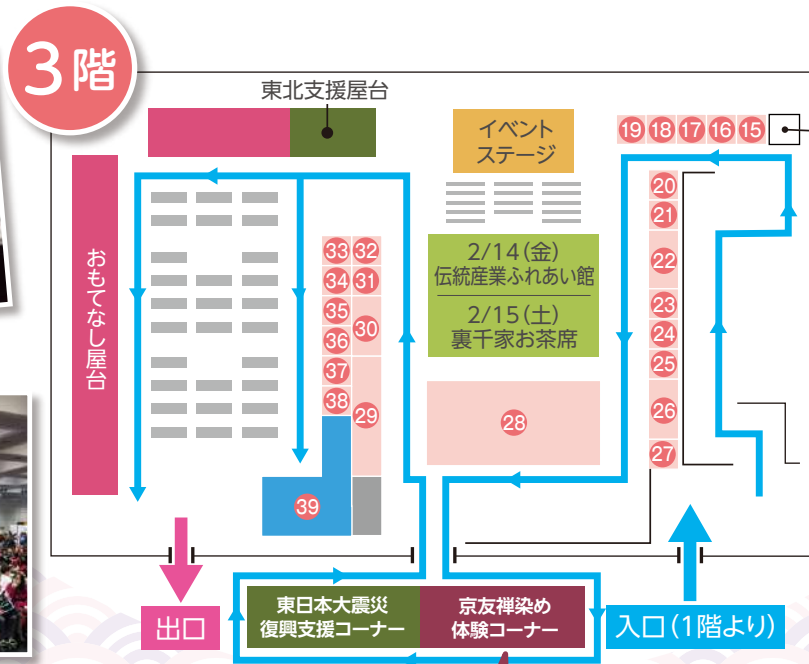 3階
東北支援屋台
イベント
ステージ
19 18 17 16 15
20
21
22
23
24
25
26
27
おもてなし屋台
33 32
34 31
35
30
36
37
38
29
39
2/14(金)
伝統産業ふれあい館
2/15(土)
裏千家お茶席
28
出口
東日本大震災
復興支援コーナー
京友禅染め
体験コーナー
入口(1階より)